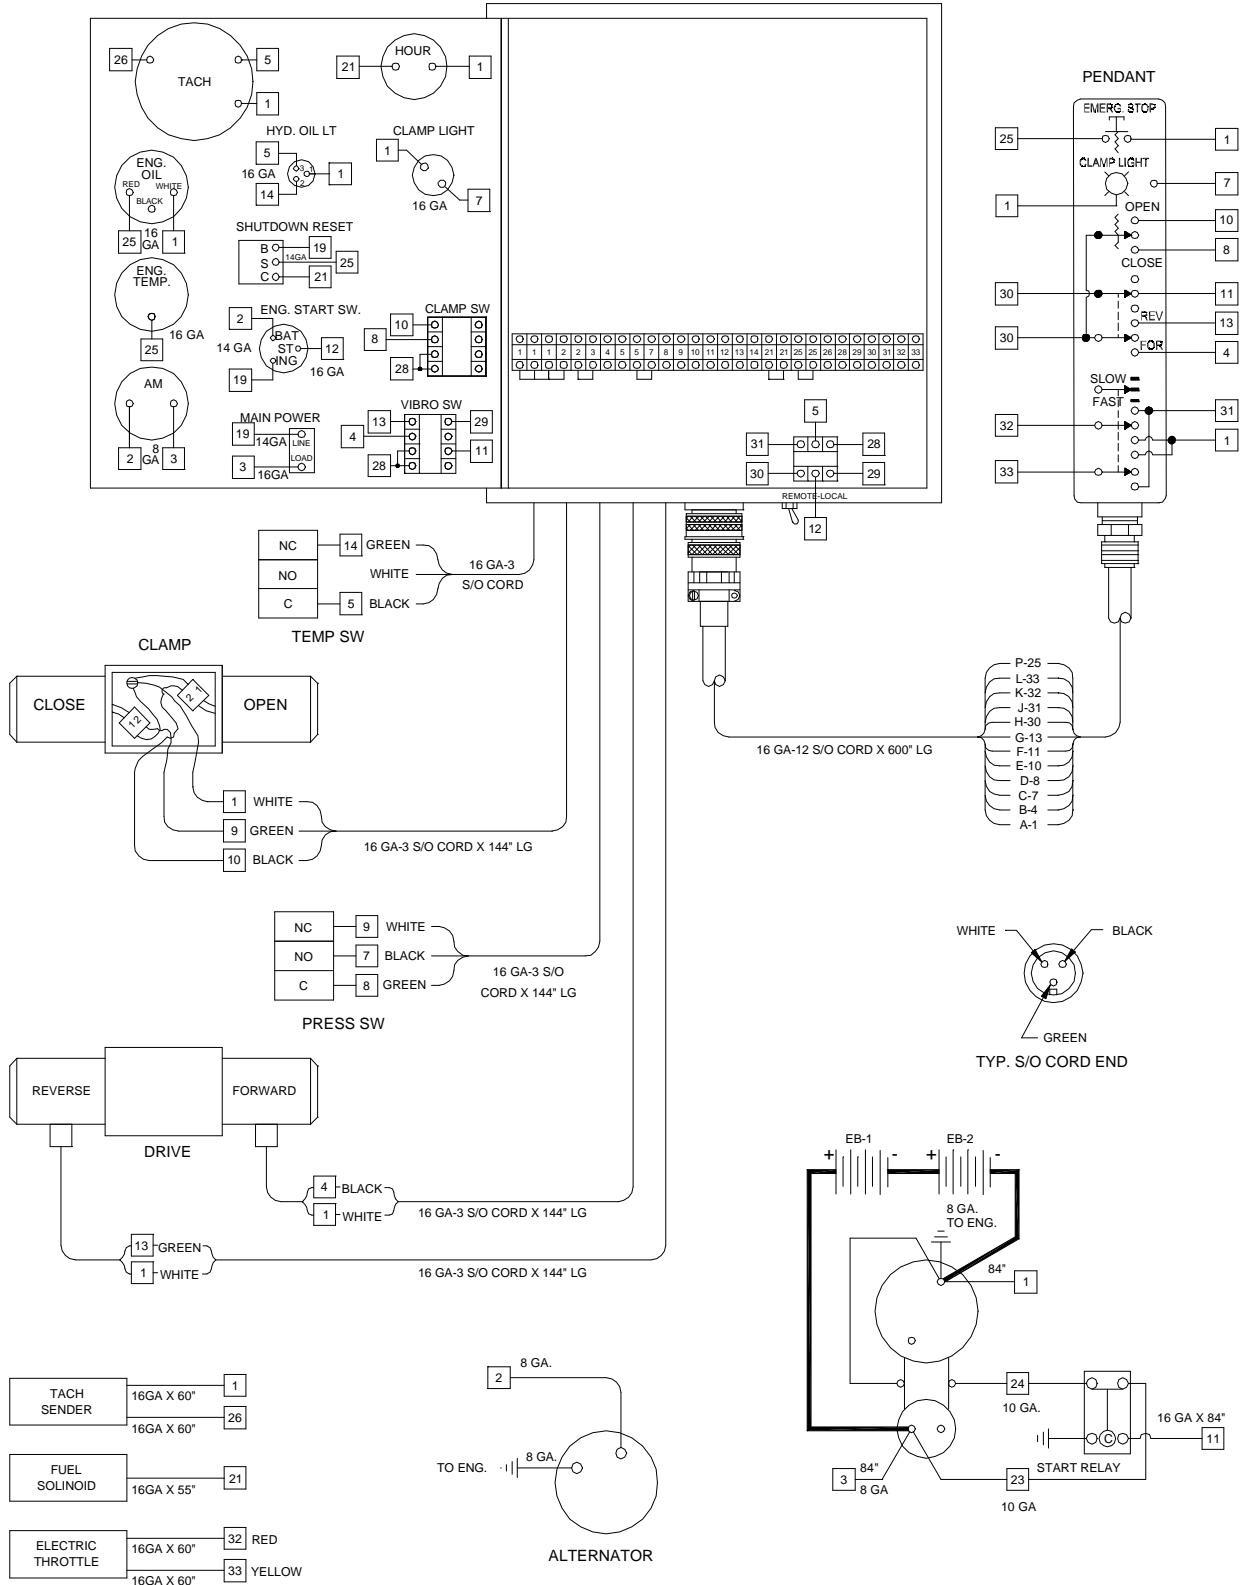 26
5
TACH
1
HOUR
21
1
HYD. OIL LT
5
16 GA
14
3
1
2
1
CLAMP LIGHT
1
7
16 GA
ENG.
OIL
RED
WHITE
BLACK
25
16
GA
1
SHUTDOWN RESET
B
19
S
14GA
25
C
21
ENG.
TEMP.
16 GA
25
2
ENG. START SW.
BAT
ST
ING
12
14 GA
16 GA
19
CLAMP SW
10
8
28
AM
2
8
GA
3
MAIN POWER
19
14GA
LINE
LOAD
3
16GA
VIBRO SW
13
29
4
11
28
1 1 1 2 2 3 4 5 5 7 8 9 10 11 12 13 14 21 21 25 25 26 28 29 30 31 32 33
5
31
28
30
29
REMOTE-LOCAL
12
PENDANT
EMERG. STOP
25
1
CLAMP LIGHT
7
1
OPEN
10
8
CLOSE
30
11
REV
13
30
FOR
4
SLOW
FAST
31
32
1
33
NC
14
GREEN
NO
WHITE
C
5
BLACK
TEMP SW
16 GA-3
S/O CORD
CLAMP
CLOSE
2 1
1 2
OPEN
1
WHITE
9
GREEN
10
BLACK
16 GA-3 S/O CORD X 144" LG
16 GA-12 S/O CORD X 600" LG
P-25
L-33
K-32
J-31
H-30
G-13
F-11
E-10
D-8
C-7
B-4
A-1
NC
9
WHITE
NO
7
BLACK
C
8
GREEN
PRESS SW
16 GA-3 S/O
CORD X 144" LG
WHITE
BLACK
GREEN
TYP. S/O CORD END
REVERSE
FORWARD
DRIVE
4
BLACK
1
WHITE
16 GA-3 S/O CORD X 144" LG
13
GREEN
1
WHITE
16 GA-3 S/O CORD X 144" LG
EB-1
EB-2
+
-
+
-
8 GA.
TO ENG.
84"
1
24
10 GA.
C
16 GA X 84"
11
START RELAY
3
84"
8 GA
23
10 GA
TACH
SENDER
16GA X 60"
1
16GA X 60"
26
FUEL
SOLINOID
16GA X 55"
21
ELECTRIC
THROTTLE
16GA X 60"
32
RED
16GA X 60"
33
YELLOW
2
8 GA.
TO ENG.
8 GA.
ALTERNATOR